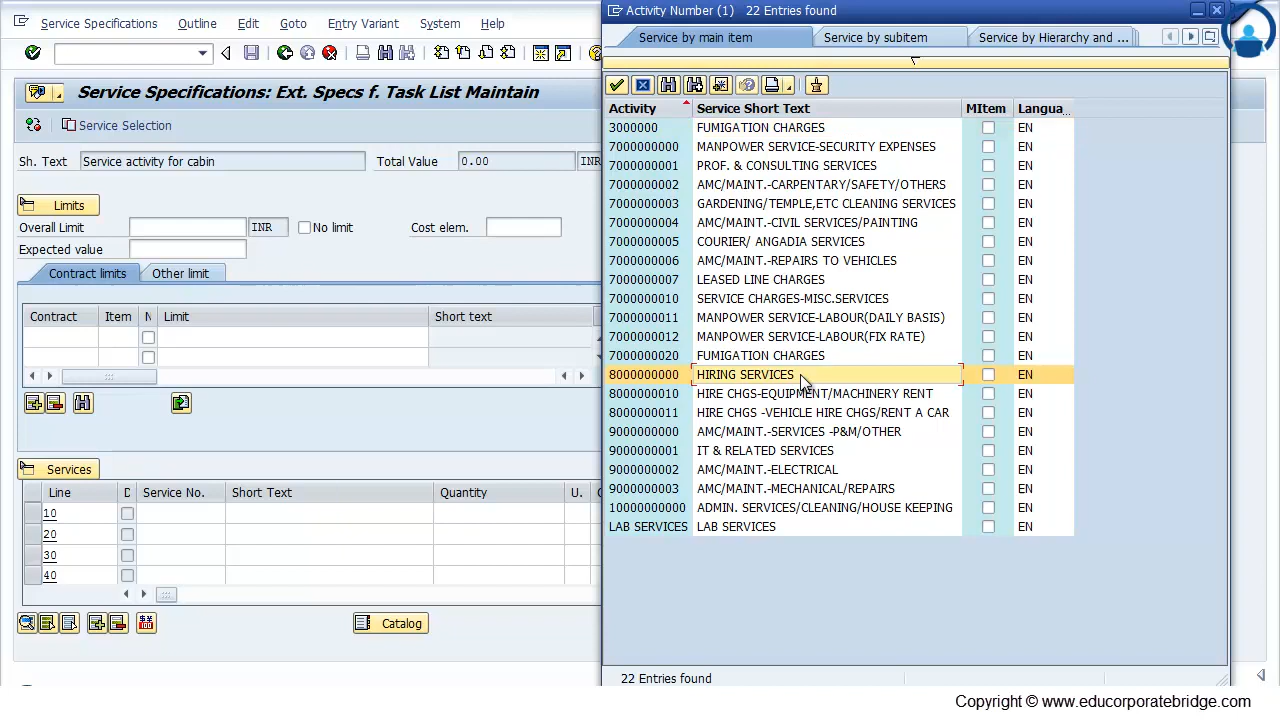 Service Specifications Outline Edit Goto Entry Variant System Help
Service Specifications: Ext. Specs f. Task List Maintain
Service Selection
Sh. Text Service activity for cabin Total Value 0.00 INR
Limits
Overall Limit INR No limit Cost elem.
Expected value
Contract limits Other limit
Contract Item N Limit Short text
Services
Line D Service No. Short Text Quantity U.
10
20
30
40
Catalog
Activity Number (1) 22 Entries found
Service by main item Service by subitem Service by Hierarchy and ...
Activity Service Short Text MItem Langua...
3000000 FUMIGATION CHARGES EN
7000000000 MANPOWER SERVICE-SECURITY EXPENSES EN
7000000001 PROF. & CONSULTING SERVICES EN
7000000002 AMC/MAINT.-CARPENTARY/SAFETY/OTHERS EN
7000000003 GARDENING/TEMPLE,ETC CLEANING SERVICES EN
7000000004 AMC/MAINT.-CIVIL SERVICES/PAINTING EN
7000000005 COURIER/ ANGADIA SERVICES EN
7000000006 AMC/MAINT.-REPAIRS TO VEHICLES EN
7000000007 LEASED LINE CHARGES EN
7000000010 SERVICE CHARGES-MISC.SERVICES EN
7000000011 MANPOWER SERVICE-LABOUR(DAILY BASIS) EN
7000000012 MANPOWER SERVICE-LABOUR(FIX RATE) EN
7000000020 FUMIGATION CHARGES EN
8000000000 HIRING SERVICES EN
8000000010 HIRE CHGS-EQUIPMENT/MACHINERY RENT EN
8000000011 HIRE CHGS -VEHICLE HIRE CHGS/RENT A CAR EN
9000000000 AMC/MAINT.-SERVICES -P&M/OTHER EN
9000000001 IT & RELATED SERVICES EN
9000000002 AMC/MAINT.-ELECTRICAL EN
9000000003 AMC/MAINT.-MECHANICAL/REPAIRS EN
10000000000 ADMIN. SERVICES/CLEANING/HOUSE KEEPING EN
LAB SERVICES LAB SERVICES EN
22 Entries found
Copyright © www.educorporatebridge.com